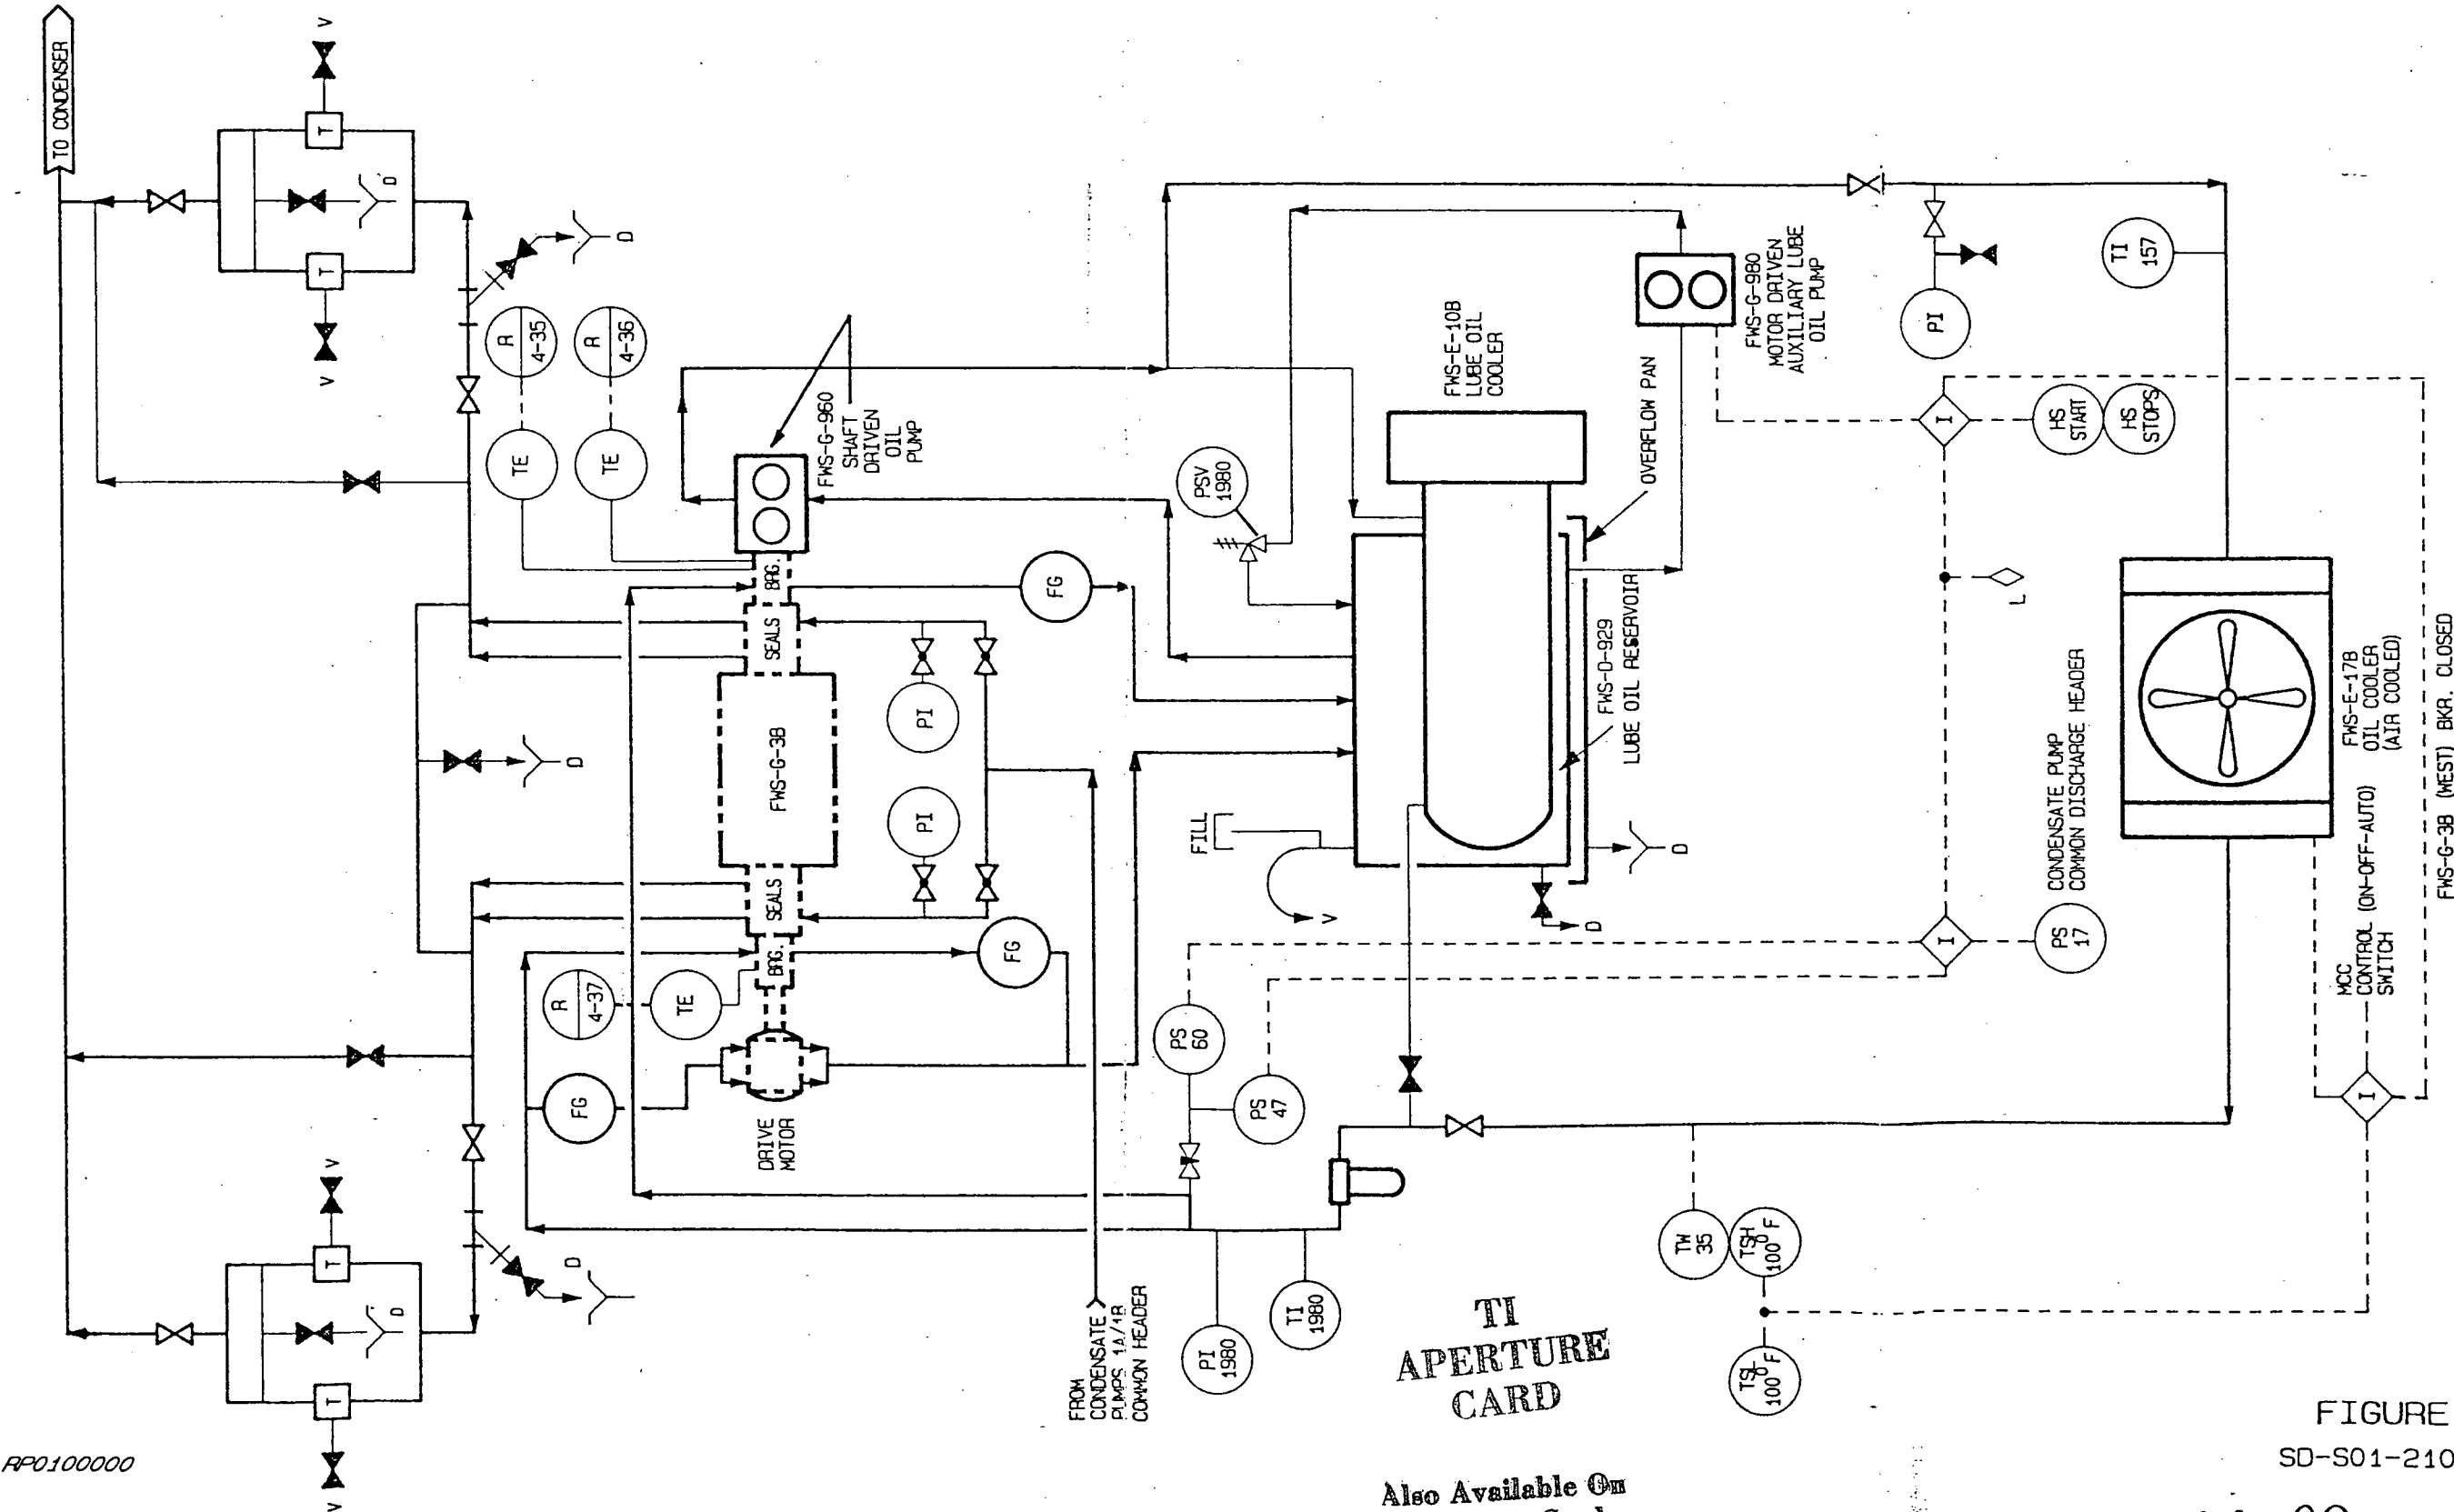 TO CONDENSER
V
T
D
T
V
D
R
4-35
R
4-36
TE
TE
FWS-G-960
SHAFT
DRIVEN
OIL
PUMP
BRG.
SEALS
FWS-G-3B
SEALS
BRG.
D
FG
PI
PI
FG
R
4-37
TE
FG
DRIVE
MOTOR
V
T
D
T
V
D
FROM
CONDENSATE
PUMPS 1A/1B
COMMON HEADER
PI
1980
TI
1980
PS
60
PS
47
PSV
1980
FWS-E-10B
LUBE OIL
COOLER
OVERFLOW PAN
FWS-D-929
LUBE OIL RESERVOIR
FILL
V
D
D
FWS-G-980
MOTOR DRIVEN
AUXILIARY LUBE
OIL PUMP
PI
TI
157
I
HS
START
HS
STOPS
L
I
PS
17
CONDENSATE PUMP
COMMON DISCHARGE HEADER
FWS-E-17B
OIL COOLER
(AIR COOLED)
MCC
CONTROL (ON-OFF-AUTO)
SWITCH
I
FWS-G-3B (WEST) BKR. CLOSED
TW
35
TSH
100°F
TSL
100°F
TI
APERTURE
CARD
Also Available On
FIGURE
SD-S01-210
RP0100000